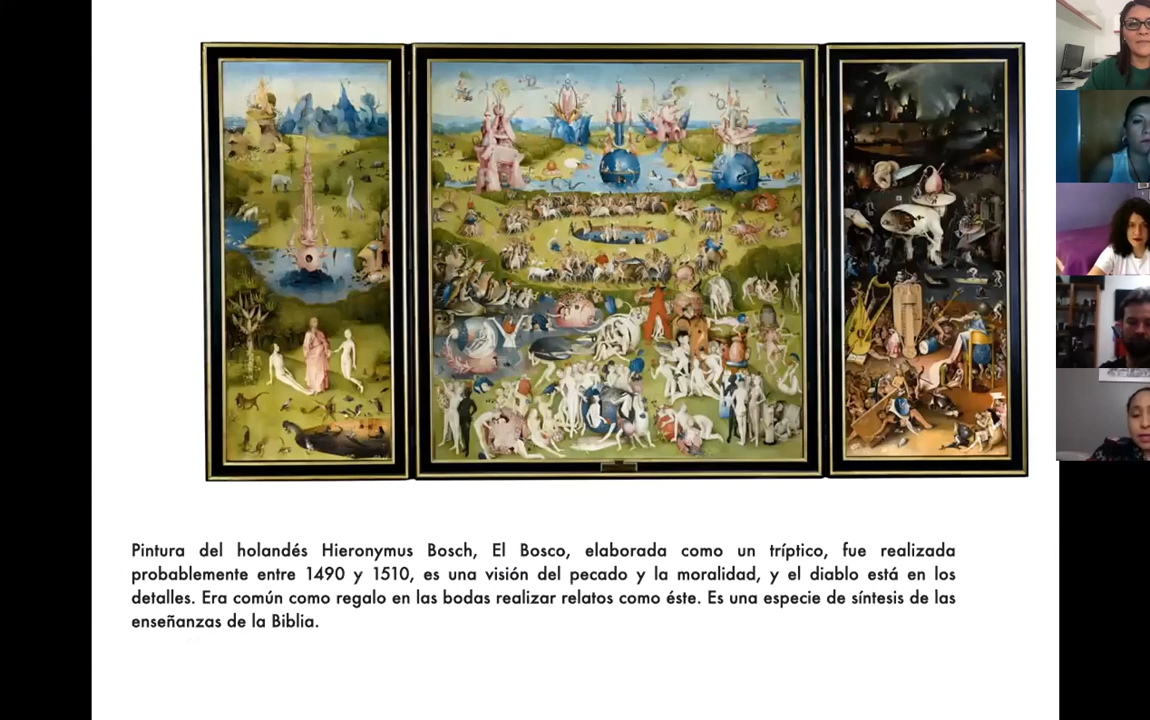 Pintura del holandés Hieronymus Bosch, El Bosco, elaborada como un tríptico, fue realizada
probablemente entre 1490 y 1510, es una visión del pecado y la moralidad, y el diablo está en los
detalles. Era común como regalo en las bodas realizar relatos como éste. Es una especie de síntesis de las
enseñanzas de la Biblia.